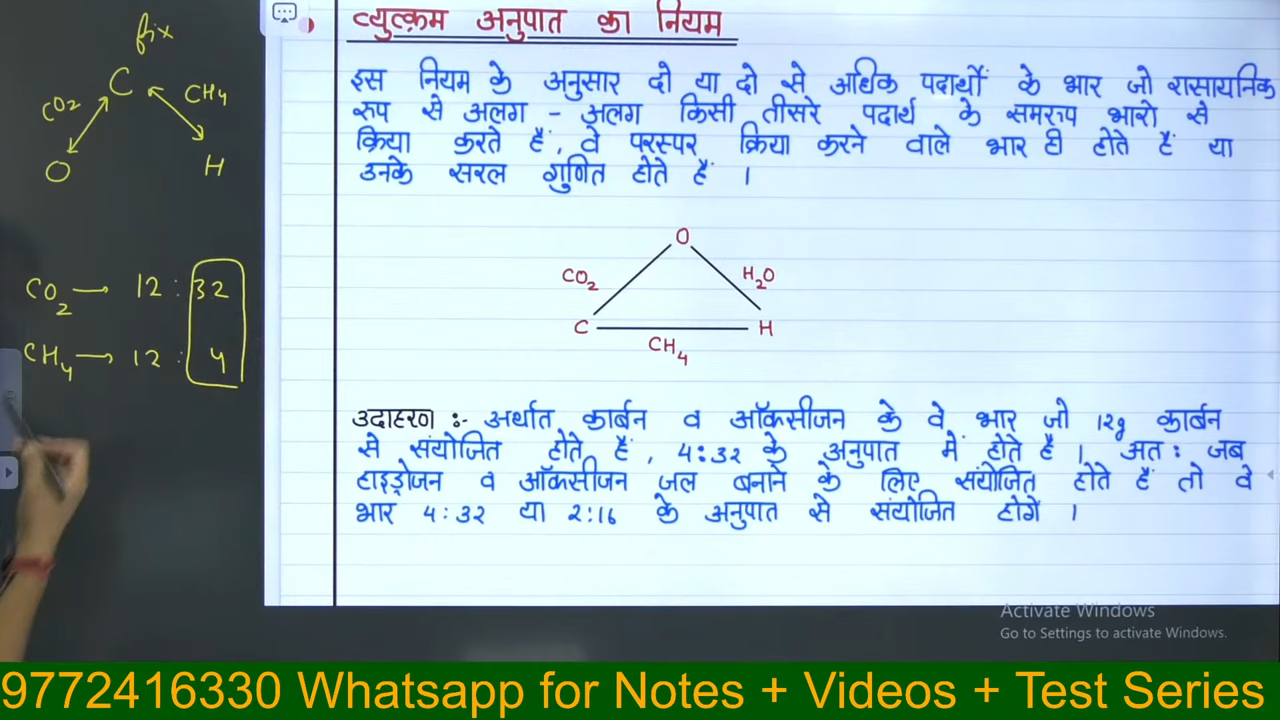 fix
C
CO2
CH4
O
H
CO2 → 12 : 32
CH4 → 12 : 4
व्युत्क़म अनुपात का नियम
इस नियम के अनुसार दो या दो से अधिक पदार्थों के भार जो रासायनिक
रुप से अलग - अलग किसी तीसरे पदार्थ के समरुप भारो से
क्रिया करते हैं, वे परस्पर क्रिया करने वाले भार ही होते हैं या
उनके सरल गुणित होते हैं ।
O
CO2
H2O
C
H
CH4
उदाहरण :- अर्थात कार्बन व ऑक्सीजन के वे भार जो 12g कार्बन
से संयोजित होते हैं, 4:32 के अनुपात में होते है । अत : जब
हाइड्रोजन व ऑक्सीजन जल बनाने के लिए संयोजित होते हैं तो वे
भार 4:32 या 2:16 के अनुपात से संयोजित होगें ।
Activate Windows
Go to Settings to activate Windows.
9772416330 Whatsapp for Notes + Videos + Test Series